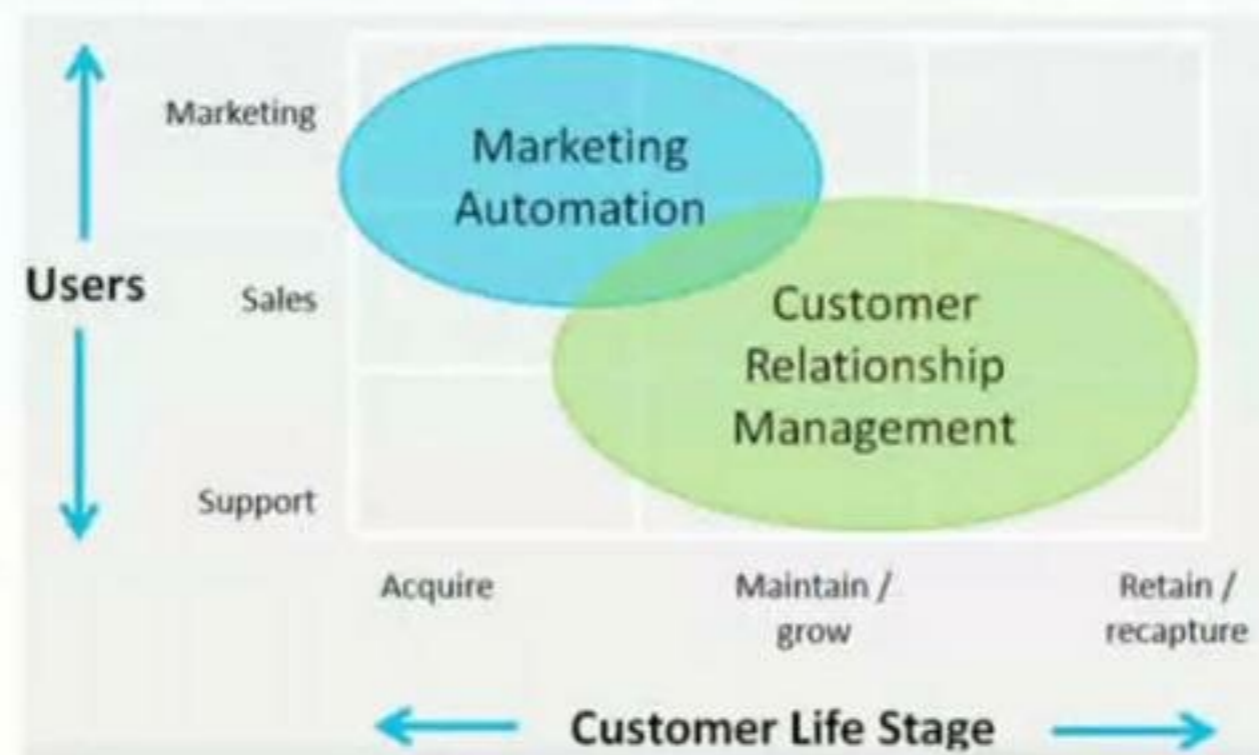 Marketing
Marketing
Automation
Users
Sales
Customer
Relationship
Management
Support
Acquire
Maintain /
grow
Retain /
recapture
Customer Life Stage